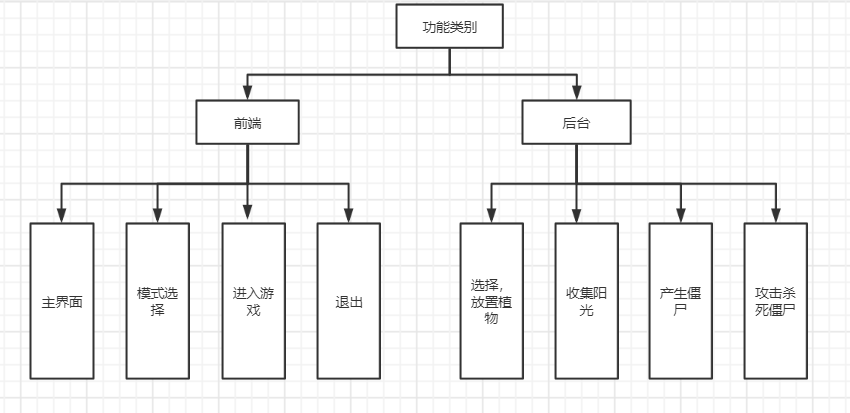 功能类别
前端
后台
主界面
模式选
择
进入游
戏
退出
选择，
放置植
物
收集阳
光
产生僵
尸
攻击杀
死僵尸